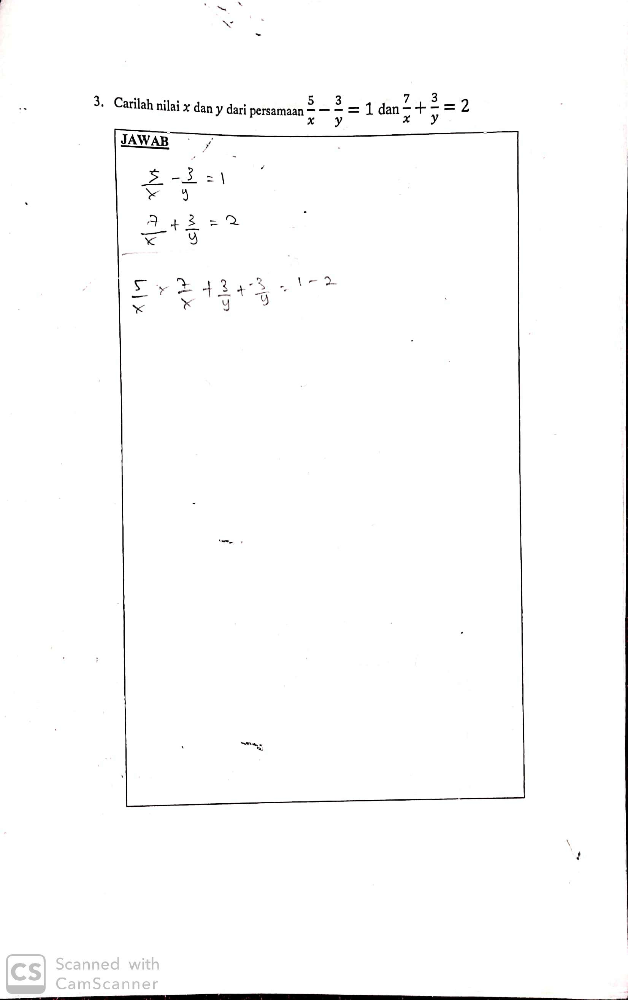 3. Carilah nilai x dan y dari persamaan 5/x − 3/y = 1 dan 7/x + 3/y = 2
JAWAB
5/x - 3/y = 1
7/x + 3/y = 2
5/x × 7/x + 3/y + -3/y = 1 - 2
CS Scanned with
CamScanner